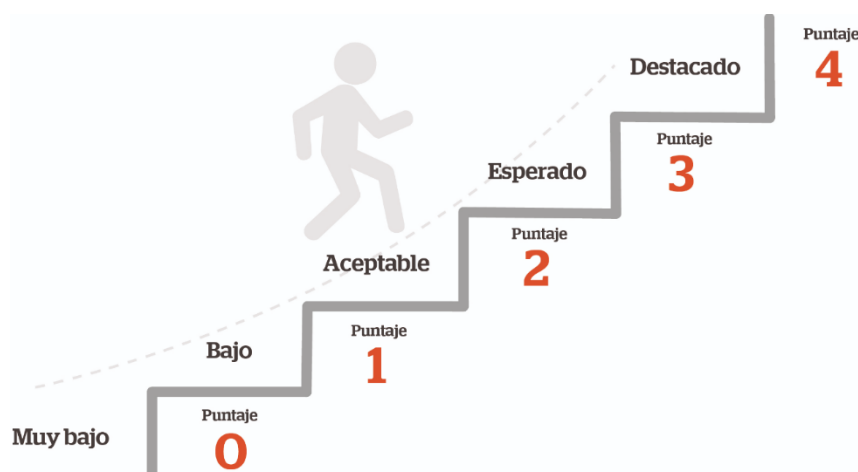 Puntaje
4
Destacado
Puntaje
3
Esperado
Puntaje
2
Aceptable
Puntaje
1
Bajo
Puntaje
0
Muy bajo